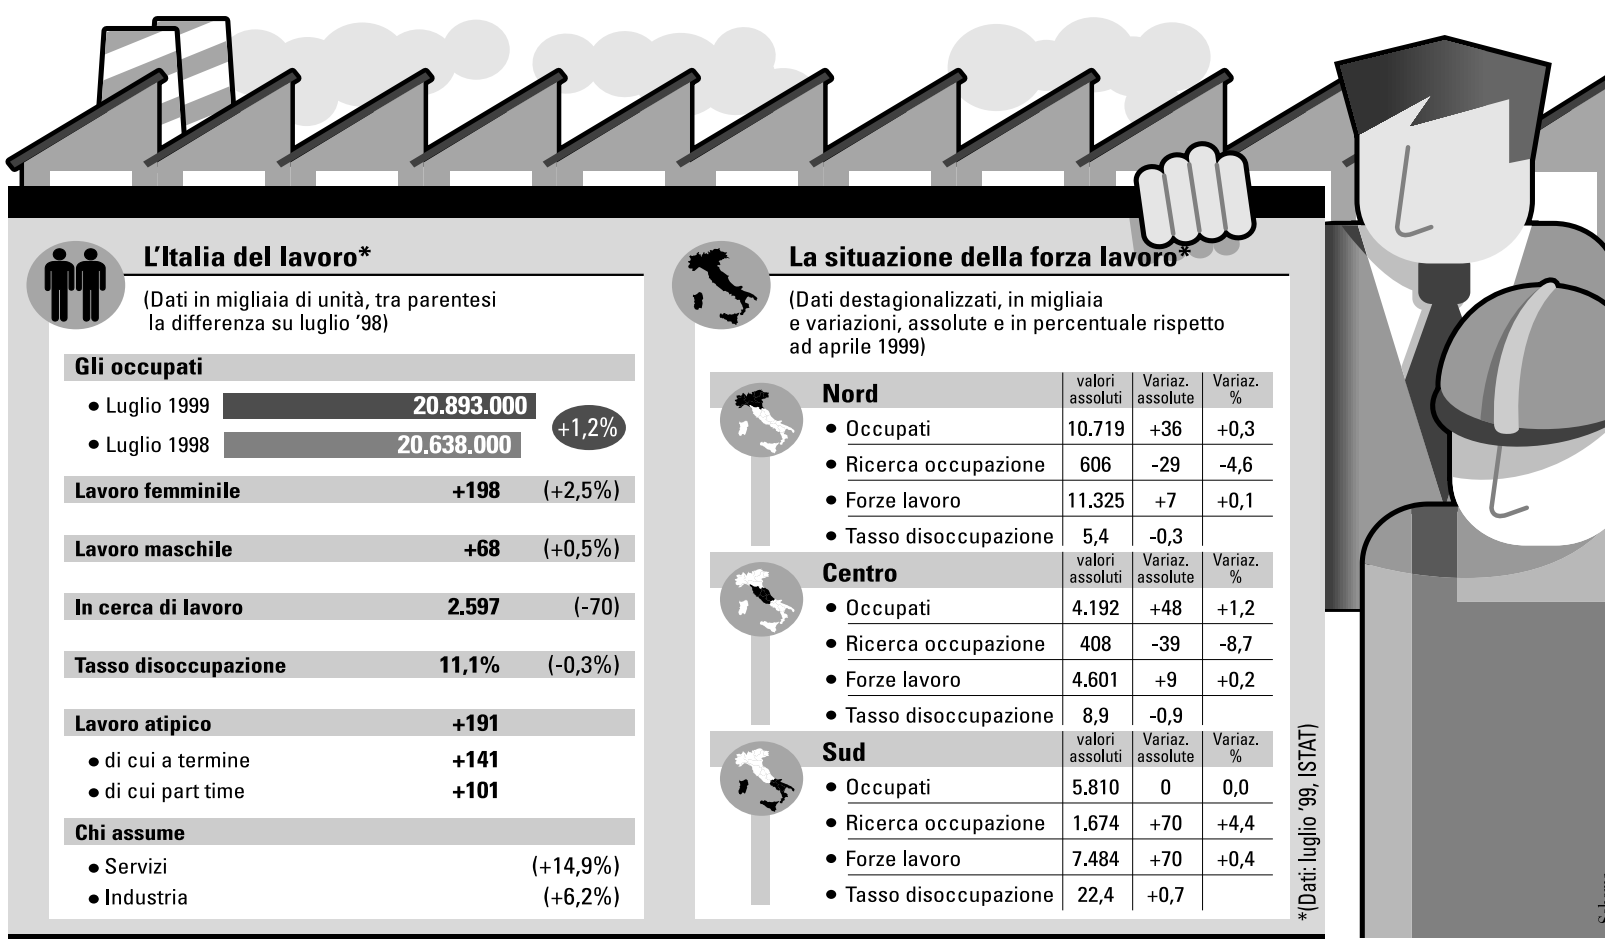 L'Italia del lavoro*
(Dati in migliaia di unità, tra parentesi
la differenza su luglio '98)
Gli occupati
• Luglio 1999 20.893.000
+1,2%
• Luglio 1998 20.638.000
Lavoro femminile +198 (+2,5%)
Lavoro maschile +68 (+0,5%)
In cerca di lavoro 2.597 (-70)
Tasso disoccupazione 11,1% (-0,3%)
Lavoro atipico +191
• di cui a termine +141
• di cui part time +101
Chi assume
• Servizi (+14,9%)
• Industria (+6,2%)
La situazione della forza lavoro*
(Dati destagionalizzati, in migliaia
e variazioni, assolute e in percentuale rispetto
ad aprile 1999)
Nord valori assoluti Variaz. assolute Variaz. %
• Occupati 10.719 +36 +0,3
• Ricerca occupazione 606 -29 -4,6
• Forze lavoro 11.325 +7 +0,1
• Tasso disoccupazione 5,4 -0,3
Centro valori assoluti Variaz. assolute Variaz. %
• Occupati 4.192 +48 +1,2
• Ricerca occupazione 408 -39 -8,7
• Forze lavoro 4.601 +9 +0,2
• Tasso disoccupazione 8,9 -0,9
Sud valori assoluti Variaz. assolute Variaz. %
• Occupati 5.810 0 0,0
• Ricerca occupazione 1.674 +70 +4,4
• Forze lavoro 7.484 +70 +0,4
• Tasso disoccupazione 22,4 +0,7
*(Dati: luglio '99, ISTAT)